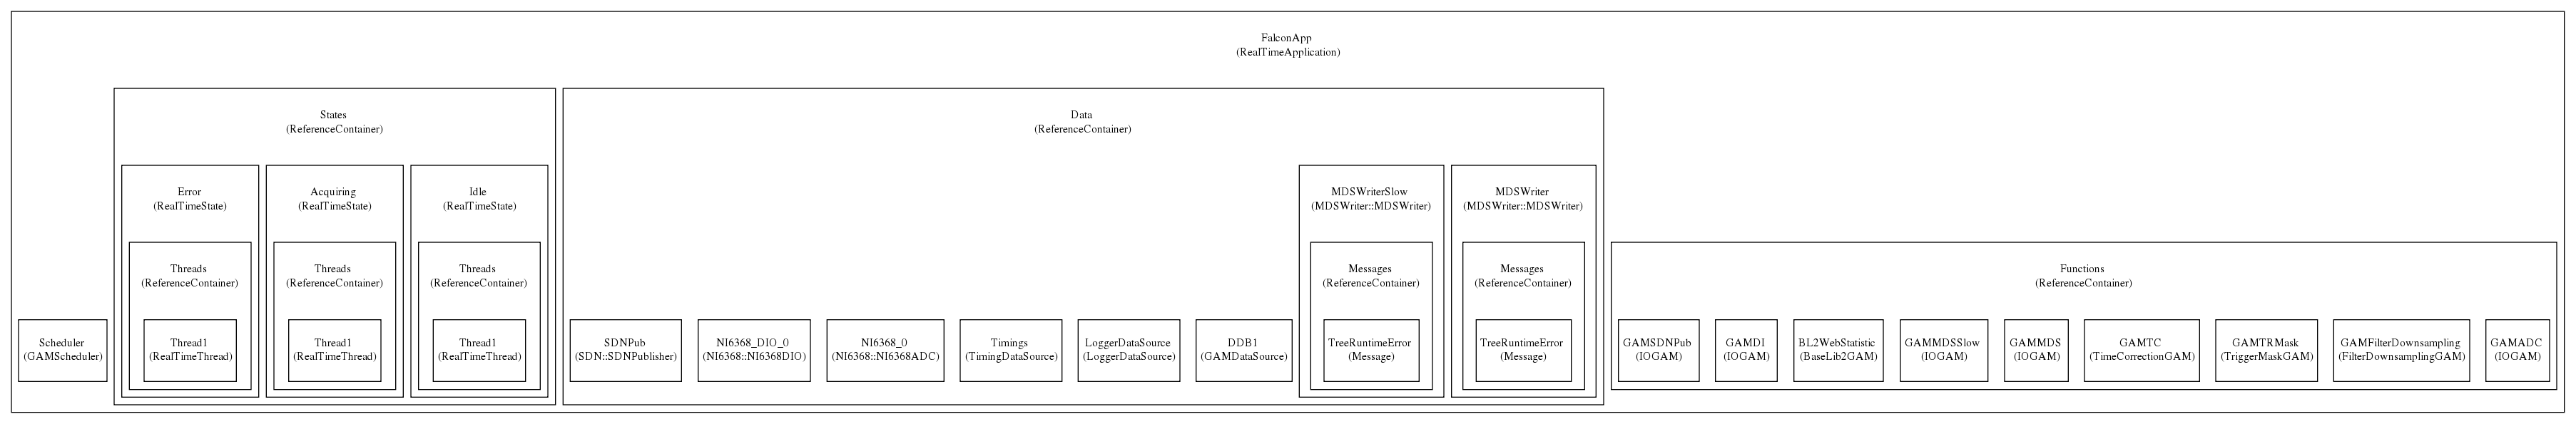 FalconApp
(RealTimeApplication)
States
(ReferenceContainer)
Data
(ReferenceContainer)
Error
(RealTimeState)
Acquiring
(RealTimeState)
Idle
(RealTimeState)
MDSWriterSlow
(MDSWriter::MDSWriter)
MDSWriter
(MDSWriter::MDSWriter)
Threads
(ReferenceContainer)
Threads
(ReferenceContainer)
Threads
(ReferenceContainer)
Messages
(ReferenceContainer)
Messages
(ReferenceContainer)
Functions
(ReferenceContainer)
Scheduler
(GAMScheduler)
Thread1
(RealTimeThread)
Thread1
(RealTimeThread)
Thread1
(RealTimeThread)
SDNPub
(SDN::SDNPublisher)
NI6368_DIO_0
(NI6368::NI6368DIO)
NI6368_0
(NI6368::NI6368ADC)
Timings
(TimingDataSource)
LoggerDataSource
(LoggerDataSource)
DDB1
(GAMDataSource)
TreeRuntimeError
(Message)
TreeRuntimeError
(Message)
GAMSDNPub
(IOGAM)
GAMDI
(IOGAM)
BL2WebStatistic
(BaseLib2GAM)
GAMMDSSlow
(IOGAM)
GAMMDS
(IOGAM)
GAMTC
(TimeCorrectionGAM)
GAMTRMask
(TriggerMaskGAM)
GAMFilterDownsampling
(FilterDownsamplingGAM)
GAMADC
(IOGAM)